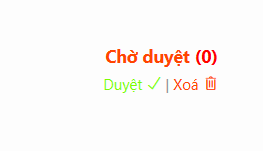 Chờ duyệt (0)
Duyệt ✓ | Xoá 🗑